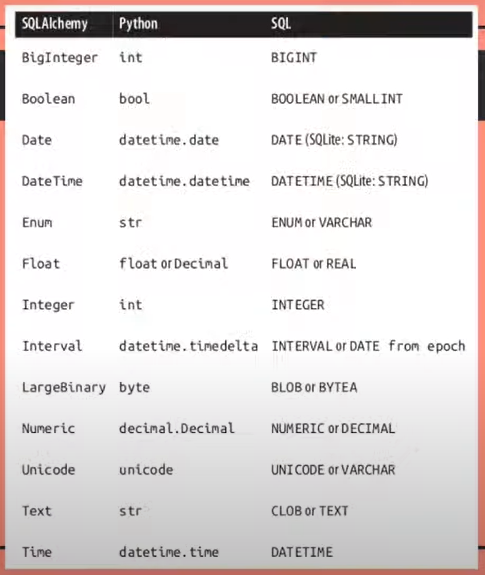 SQLAlchemy Python SQL
BigInteger int BIGINT
Boolean bool BOOLEAN or SMALLINT
Date datetime.date DATE (SQLite: STRING)
DateTime datetime.datetime DATETIME (SQLite: STRING)
Enum str ENUM or VARCHAR
Float float or Decimal FLOAT or REAL
Integer int INTEGER
Interval datetime.timedelta INTERVAL or DATE from epoch
LargeBinary byte BLOB or BYTEA
Numeric decimal.Decimal NUMERIC or DECIMAL
Unicode unicode UNICODE or VARCHAR
Text str CLOB or TEXT
Time datetime.time DATETIME